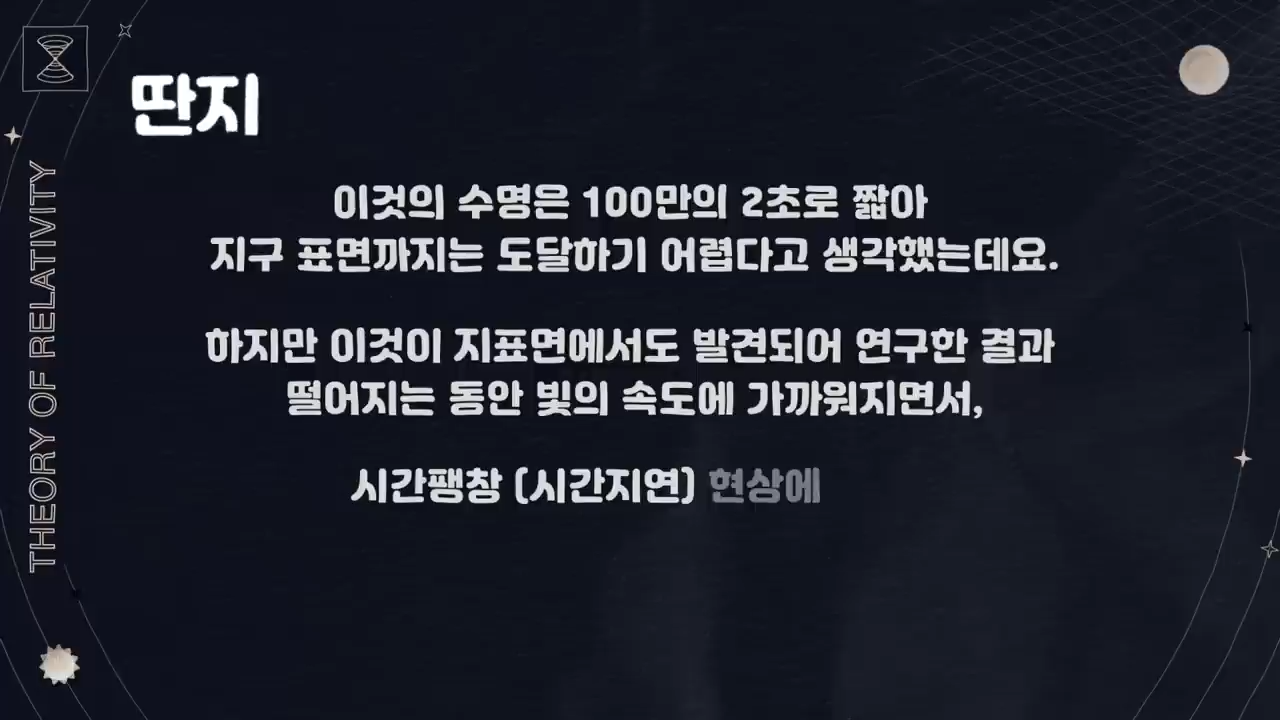 딴지
이것의 수명은 100만의 2초로 짧아
지구 표면까지는 도달하기 어렵다고 생각했는데요.
하지만 이것이 지표면에서도 발견되어 연구한 결과
떨어지는 동안 빛의 속도에 가까워지면서,
시간팽창 (시간지연) 현상에
THEORY OF RELATIVITY